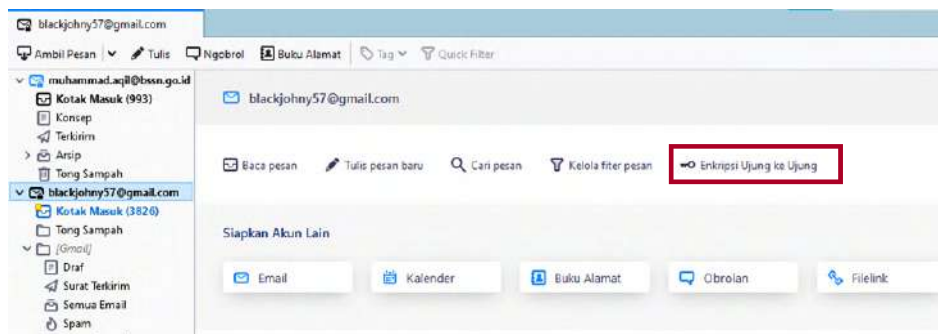 blackjohny57@gmail.com
Ambil Pesan Tulis Ngobrol Buku Alamat Tag Quick Filter
muhammad.aqil@bssn.go.id
Kotak Masuk (993)
Konsep
Terkirim
Arsip
Tong Sampah
blackjohny57@gmail.com
Kotak Masuk (3826)
Tong Sampah
[Gmail]
Draf
Surat Terkirim
Semua Email
Spam
blackjohny57@gmail.com
Baca pesan Tulis pesan baru Cari pesan Kelola fiter pesan Enkripsi Ujung ke Ujung
Siapkan Akun Lain
Email Kalender Buku Alamat Obrolan Filelink